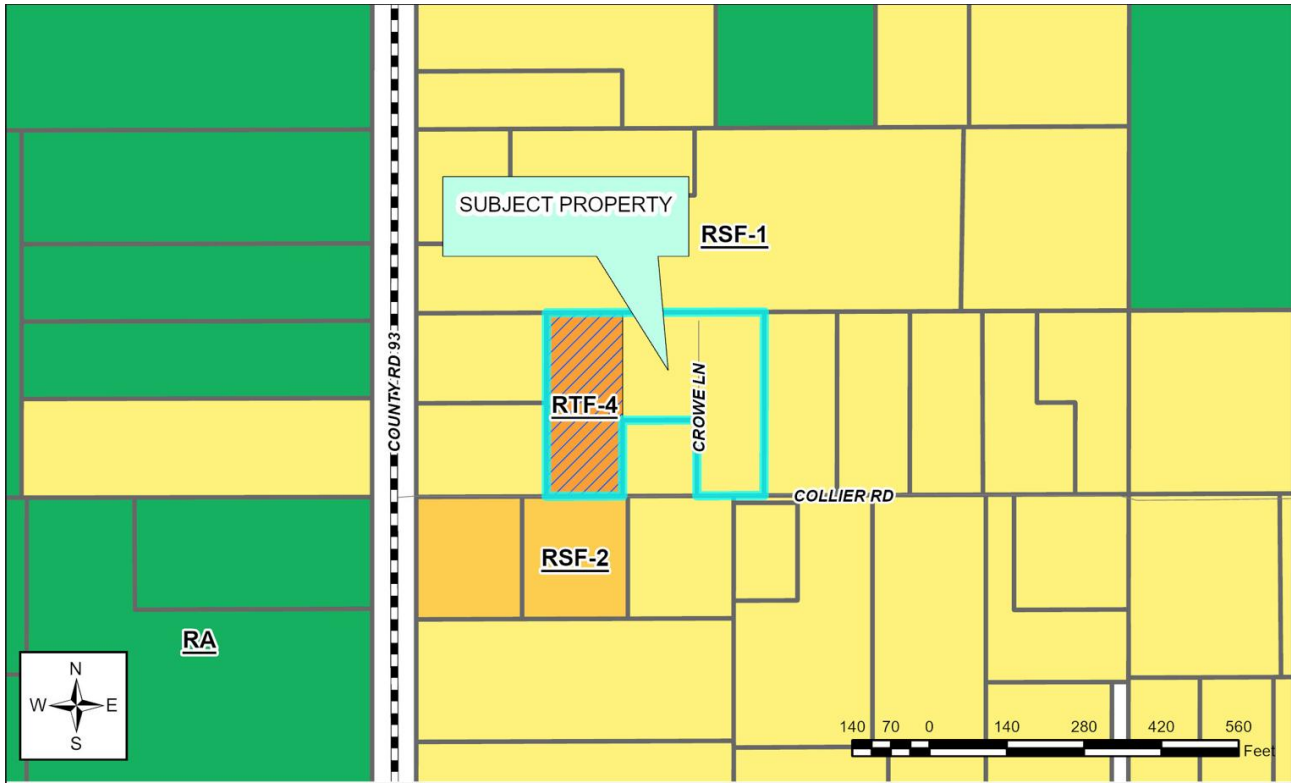 SUBJECT PROPERTY
RSF-1
COUNTY RD 93
RTF-4
CROWE LN
COLLIER RD
RSF-2
RA
N
W E
S
140 70 0 140 280 420 560
Feet